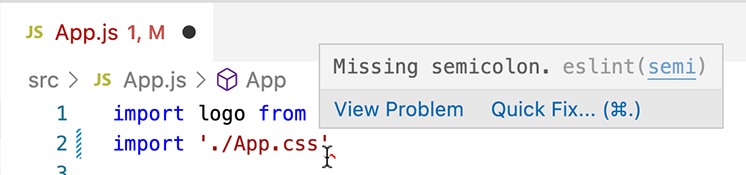 JS App.js 1, M
Missing semicolon. eslint(semi)
View Problem Quick Fix... (⌘.)
src > JS App.js > App
1 import logo from
2 import './App.css'
3